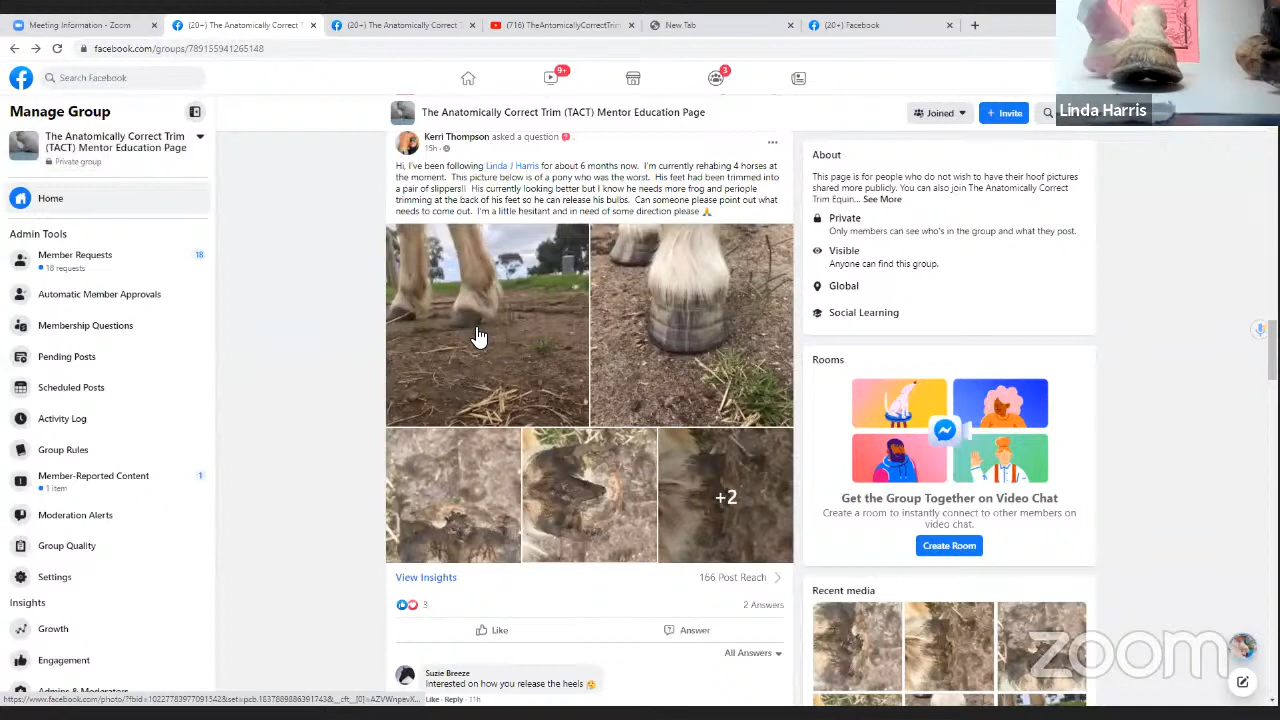 Meeting Information - Zoom
(20+) The Anatomically Correct T
(20+) The Anatomically Correct
(716) TheAntomicallyCorrectTrim
New Tab
(20+) Facebook
facebook.com/groups/789155941265148
Linda Harris
Search Facebook
9+
3
Manage Group
The Anatomically Correct Trim
(TACT) Mentor Education Page
Private group
Home
Admin Tools
Member Requests
18
18 requests
Automatic Member Approvals
Membership Questions
Pending Posts
Scheduled Posts
Activity Log
Group Rules
Member-Reported Content
1
1 item
Moderation Alerts
Group Quality
Settings
Insights
Growth
Engagement
Admins & Moderators
The Anatomically Correct Trim (TACT) Mentor Education Page
Joined
+ Invite
Kerri Thompson asked a question
15h
Hi, I've been following Linda J Harris for about 6 months now. I'm currently rehabing 4 horses at
the moment. This picture below is of a pony who was the worst. His feet had been trimmed into
a pair of slippers!! His currently looking better but I know he needs more frog and periople
trimming at the back of his feet so he can release his bulbs. Can someone please point out what
needs to come out. I'm a little hesitant and in need of some direction please 🙏
+2
View Insights
166 Post Reach
3
2 Answers
Like
Answer
All Answers
Suzie Breeze
Interested on how you release the heels 🤔
Like · Reply · 11h
About
This page is for people who do not wish to have their hoof pictures
shared more publicly. You can also join The Anatomically Correct
Trim Equin... See More
Private
Only members can see who's in the group and what they post.
Visible
Anyone can find this group.
Global
Social Learning
Rooms
Get the Group Together on Video Chat
Create a room to instantly connect to other members on
video chat.
Create Room
Recent media
zoom